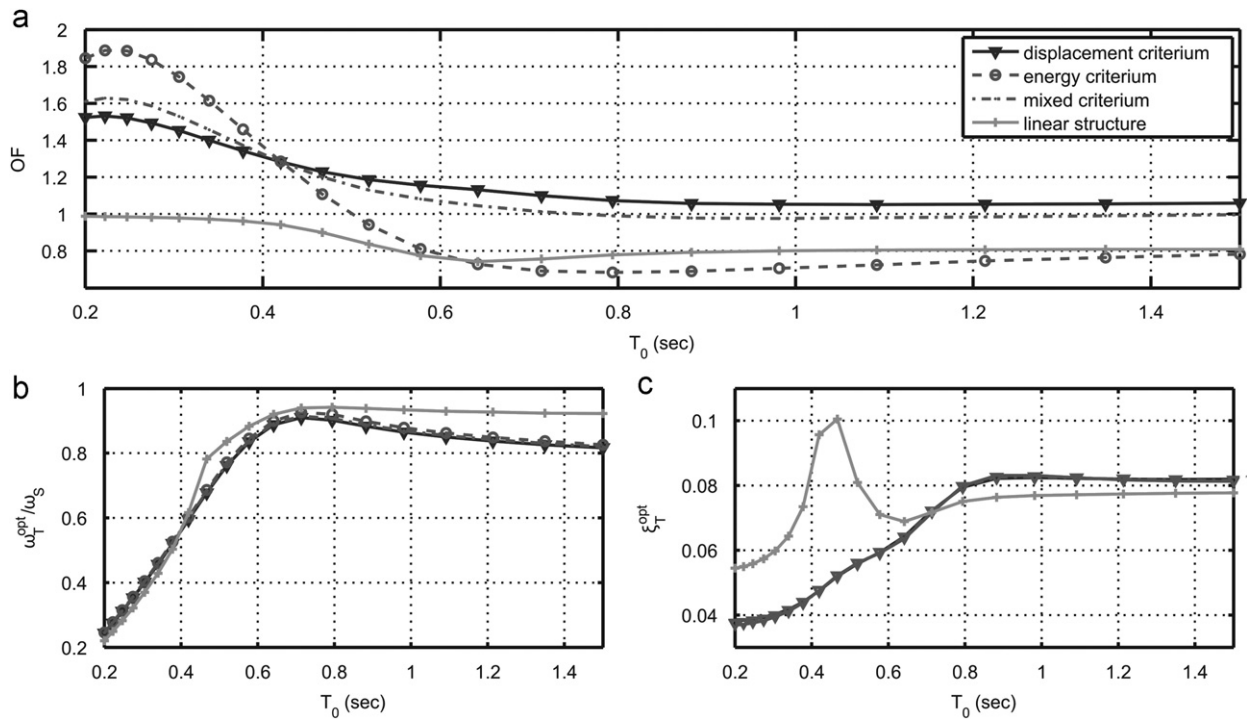 a
2
1.8
1.6
1.4
1.2
1
0.8
OF
displacement criterium
energy criterium
mixed criterium
linear structure
0.2 0.4 0.6 0.8 1 1.2 1.4
T0 (sec)
b
1
0.8
0.6
0.4
0.2
ωT^opt/ωS
0.2 0.4 0.6 0.8 1 1.2 1.4
T0 (sec)
c
0.1
0.08
0.06
0.04
ξT^opt
0.2 0.4 0.6 0.8 1 1.2 1.4
T0 (sec)